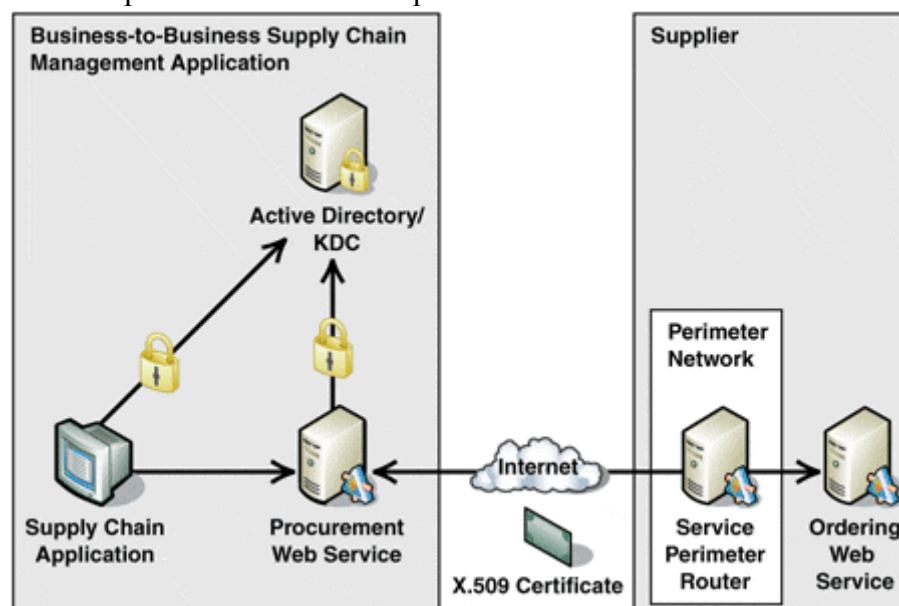 Business-to-Business Supply Chain
Management Application
Supplier
Active Directory/
KDC
Perimeter
Network
Internet
Supply Chain
Application
Procurement
Web Service
X.509 Certificate
Service
Perimeter
Router
Ordering
Web
Service